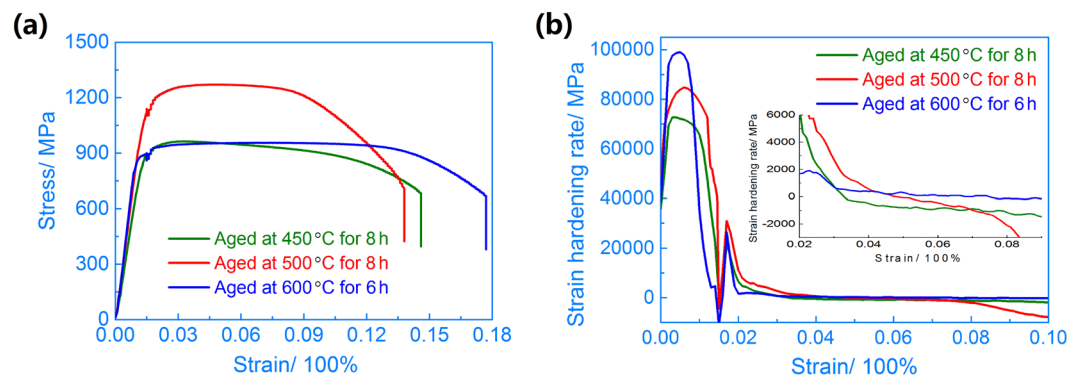 (a)
1500
1200
900
600
300
0
Stress/ MPa
Aged at 450 °C for 8 h
Aged at 500 °C for 8 h
Aged at 600 °C for 6 h
0.00 0.03 0.06 0.09 0.12 0.15 0.18
Strain/ 100%
(b)
100000
80000
60000
40000
20000
0
Strain hardening rate/ MPa
Aged at 450 °C for 8 h
Aged at 500 °C for 8 h
Aged at 600 °C for 6 h
6000
4000
2000
0
-2000
Strain hardening rate/ MPa
0.02 0.04 0.06 0.08
Strain/ 100%
0.00 0.02 0.04 0.06 0.08 0.10
Strain/ 100%